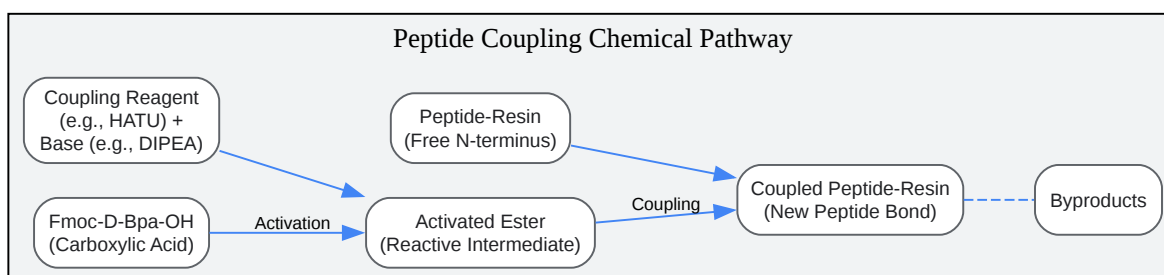 Peptide Coupling Chemical Pathway
Coupling Reagent
(e.g., HATU) +
Base (e.g., DIPEA)
Peptide-Resin
(Free N-terminus)
Fmoc-D-Bpa-OH
(Carboxylic Acid)
Activation
Activated Ester
(Reactive Intermediate)
Coupling
Coupled Peptide-Resin
(New Peptide Bond)
Byproducts